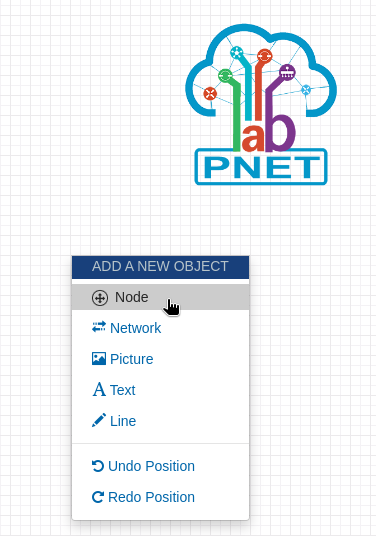 lab
PNET
ADD A NEW OBJECT
Node
Network
Picture
Text
Line
Undo Position
Redo Position